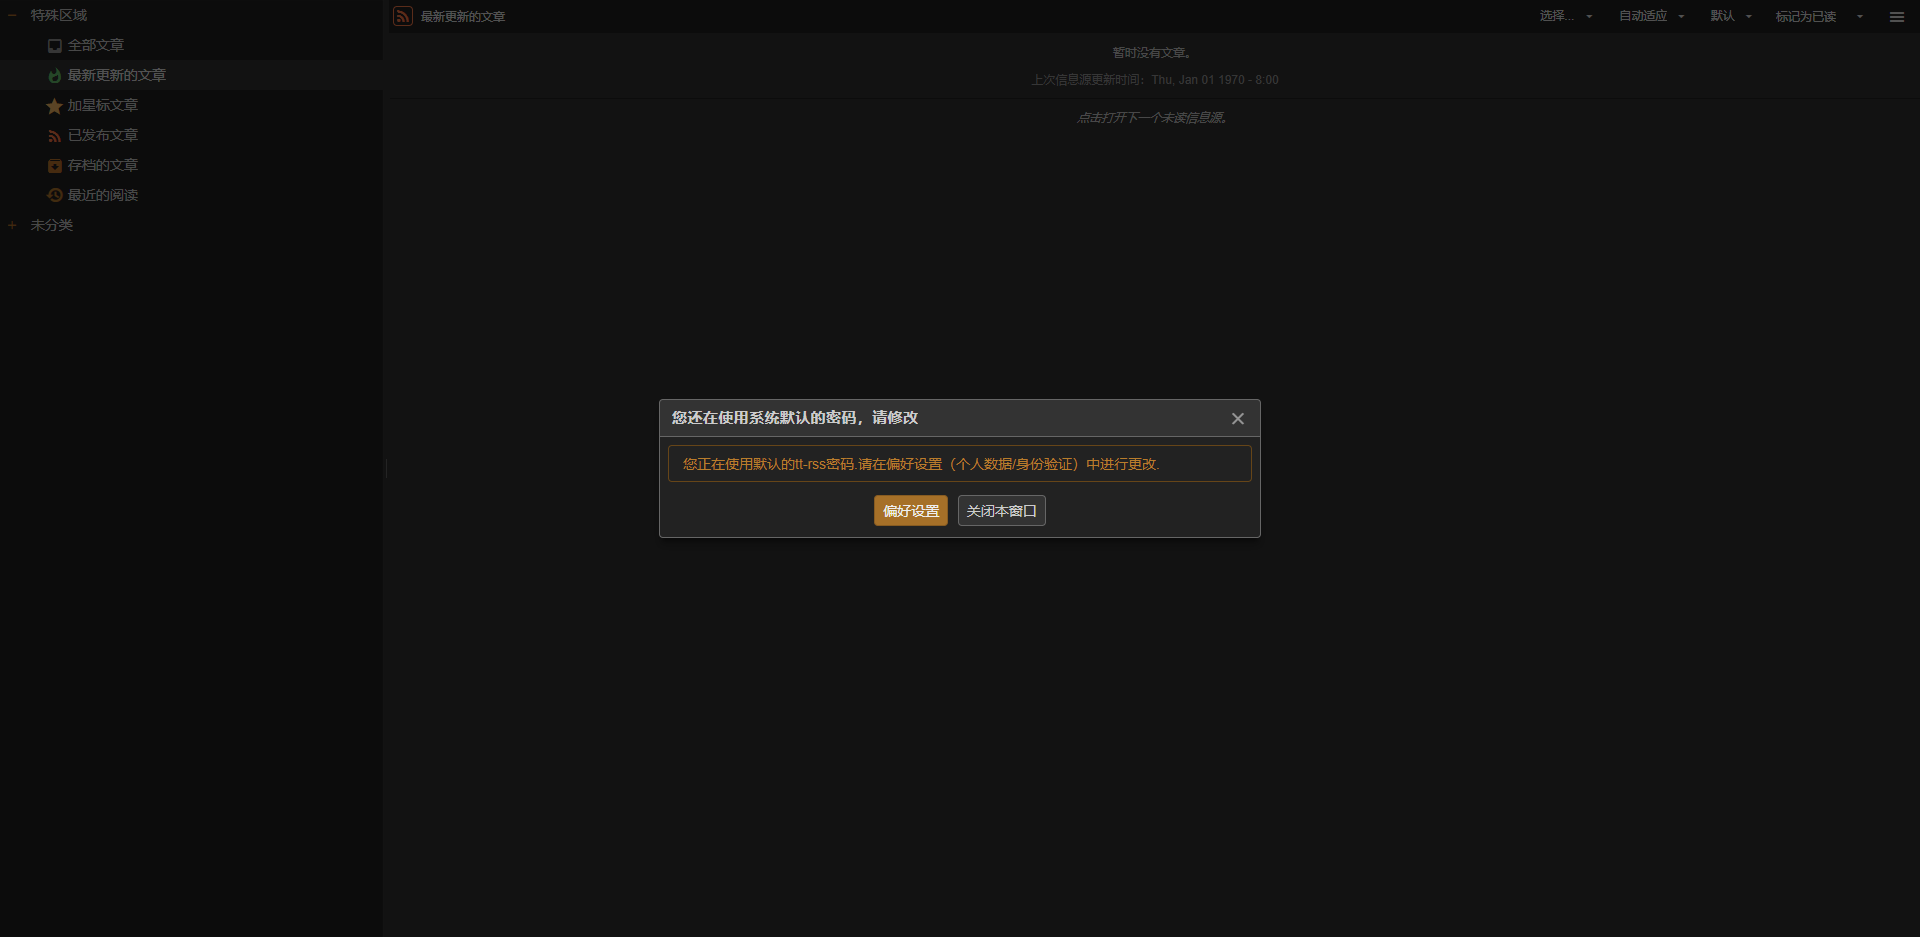 特殊区域
全部文章
最新更新的文章
加星标文章
已发布文章
存档的文章
最近的阅读
未分类
最新更新的文章
选择...
自动适应
默认
标记为已读
暂时没有文章。
上次信息源更新时间：Thu, Jan 01 1970 - 8:00
点击打开下一个未读信息源。
您还在使用系统默认的密码，请修改
您正在使用默认的tt-rss密码.请在偏好设置（个人数据/身份验证）中进行更改.
偏好设置
关闭本窗口